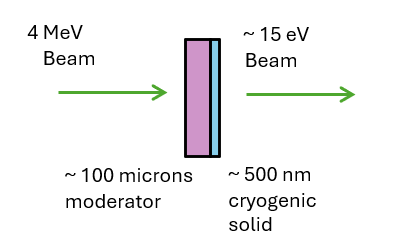 4 MeV
Beam
~ 15 eV
Beam
~ 100 microns
moderator
~ 500 nm
cryogenic
solid